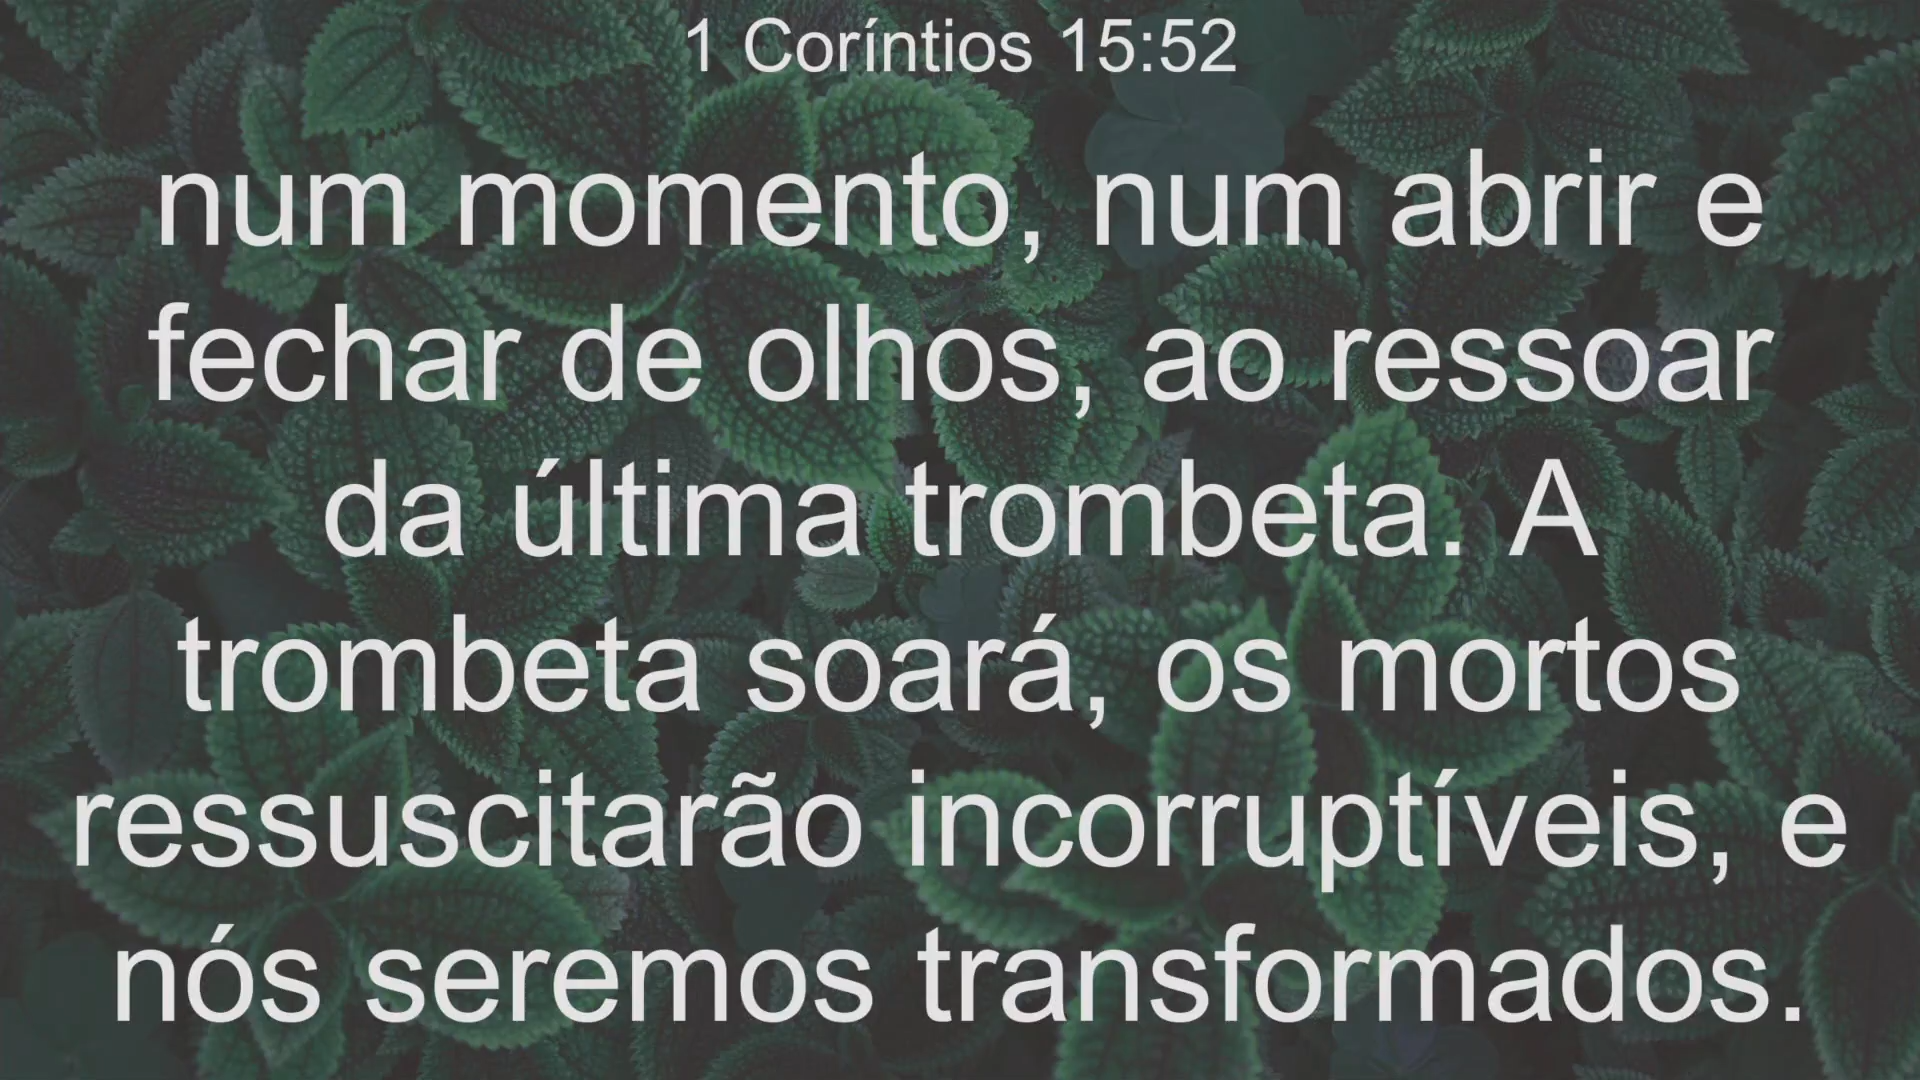 1 Coríntios 15:52
num momento, num abrir e
fechar de olhos, ao ressoar
da última trombeta. A
trombeta soará, os mortos
ressuscitarão incorruptíveis, e
nós seremos transformados.